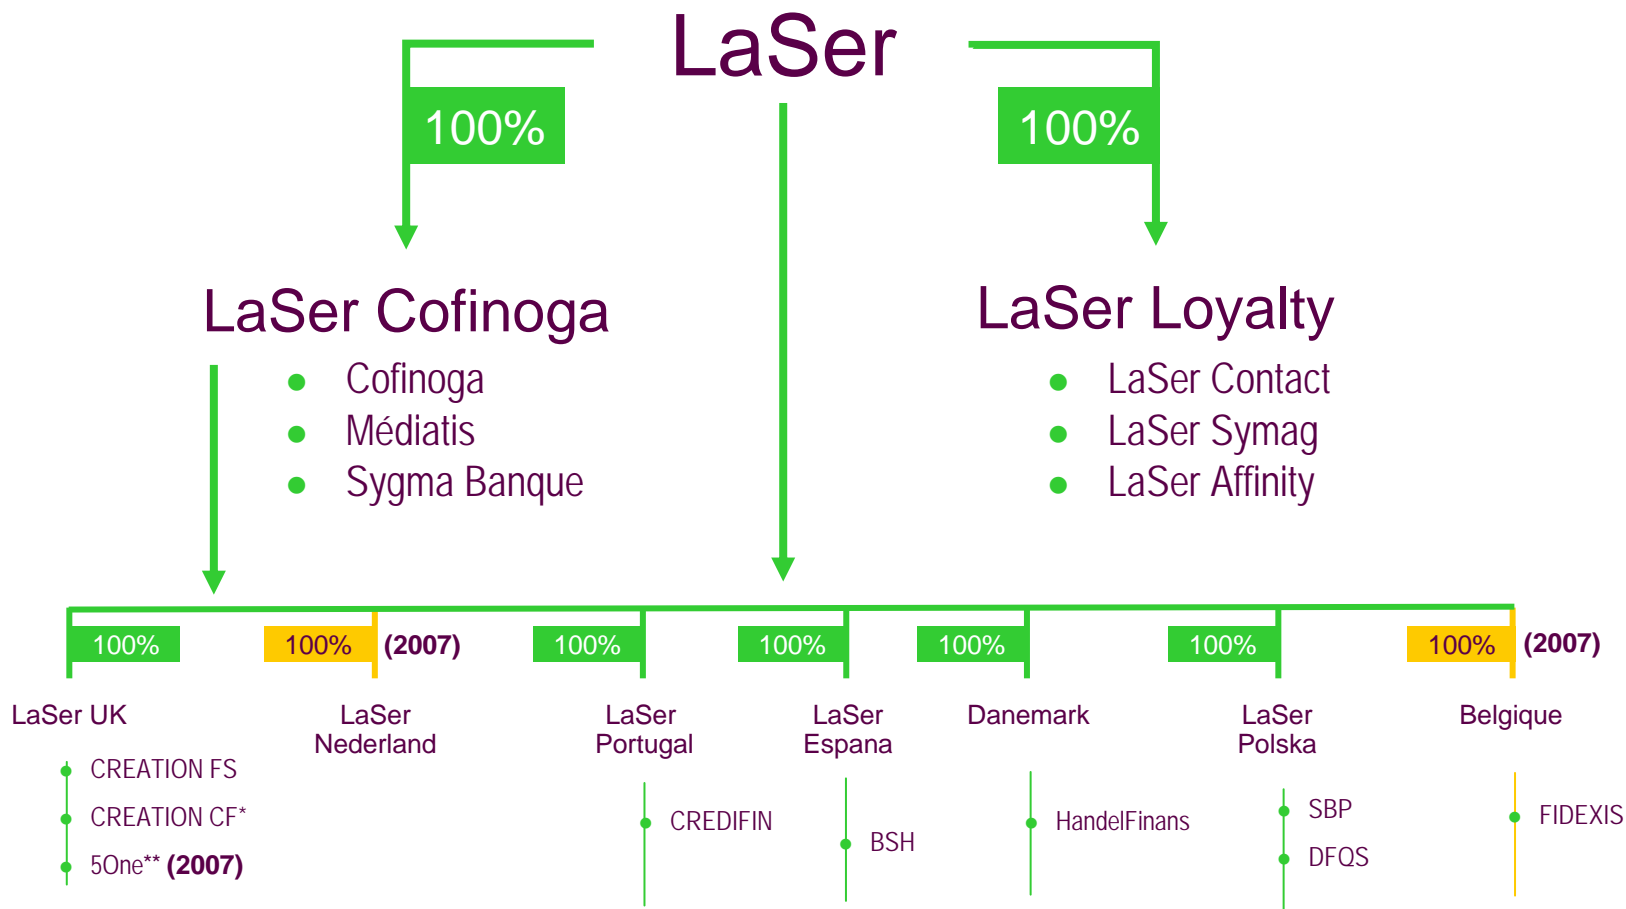 LaSer
100%
100%
LaSer Cofinoga
Cofinoga
Médiatis
Sygma Banque
LaSer Loyalty
LaSer Contact
LaSer Symag
LaSer Affinity
100%
100% (2007)
100%
100%
100%
100%
100% (2007)
LaSer UK
CREATION FS
CREATION CF*
5One** (2007)
LaSer
Nederland
LaSer
Portugal
CREDIFIN
LaSer
Espana
BSH
Danemark
HandelFinans
LaSer
Polska
SBP
DFQS
Belgique
FIDEXIS